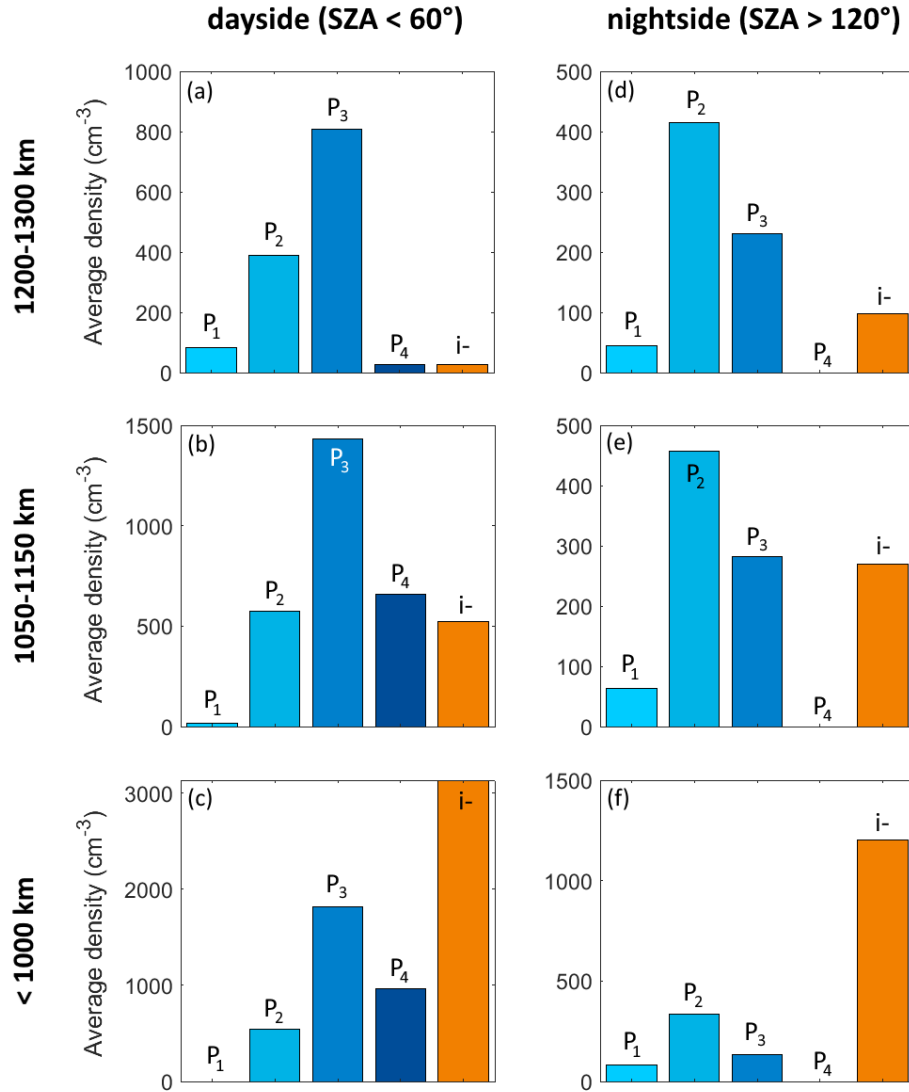 dayside (SZA < 60°)
nightside (SZA > 120°)
1200-1300 km
Average density (cm⁻³)
1000
800
600
400
200
0
(a)
P₁
P₂
P₃
P₄
i-
500
400
300
200
100
0
(d)
P₁
P₂
P₃
P₄
i-
1050-1150 km
Average density (cm⁻³)
1500
1000
500
0
(b)
P₁
P₂
P₃
P₄
i-
500
400
300
200
100
0
(e)
P₁
P₂
P₃
P₄
i-
< 1000 km
Average density (cm⁻³)
3000
2000
1000
0
(c)
P₁
P₂
P₃
P₄
i-
1500
1000
500
0
(f)
P₁
P₂
P₃
P₄
i-